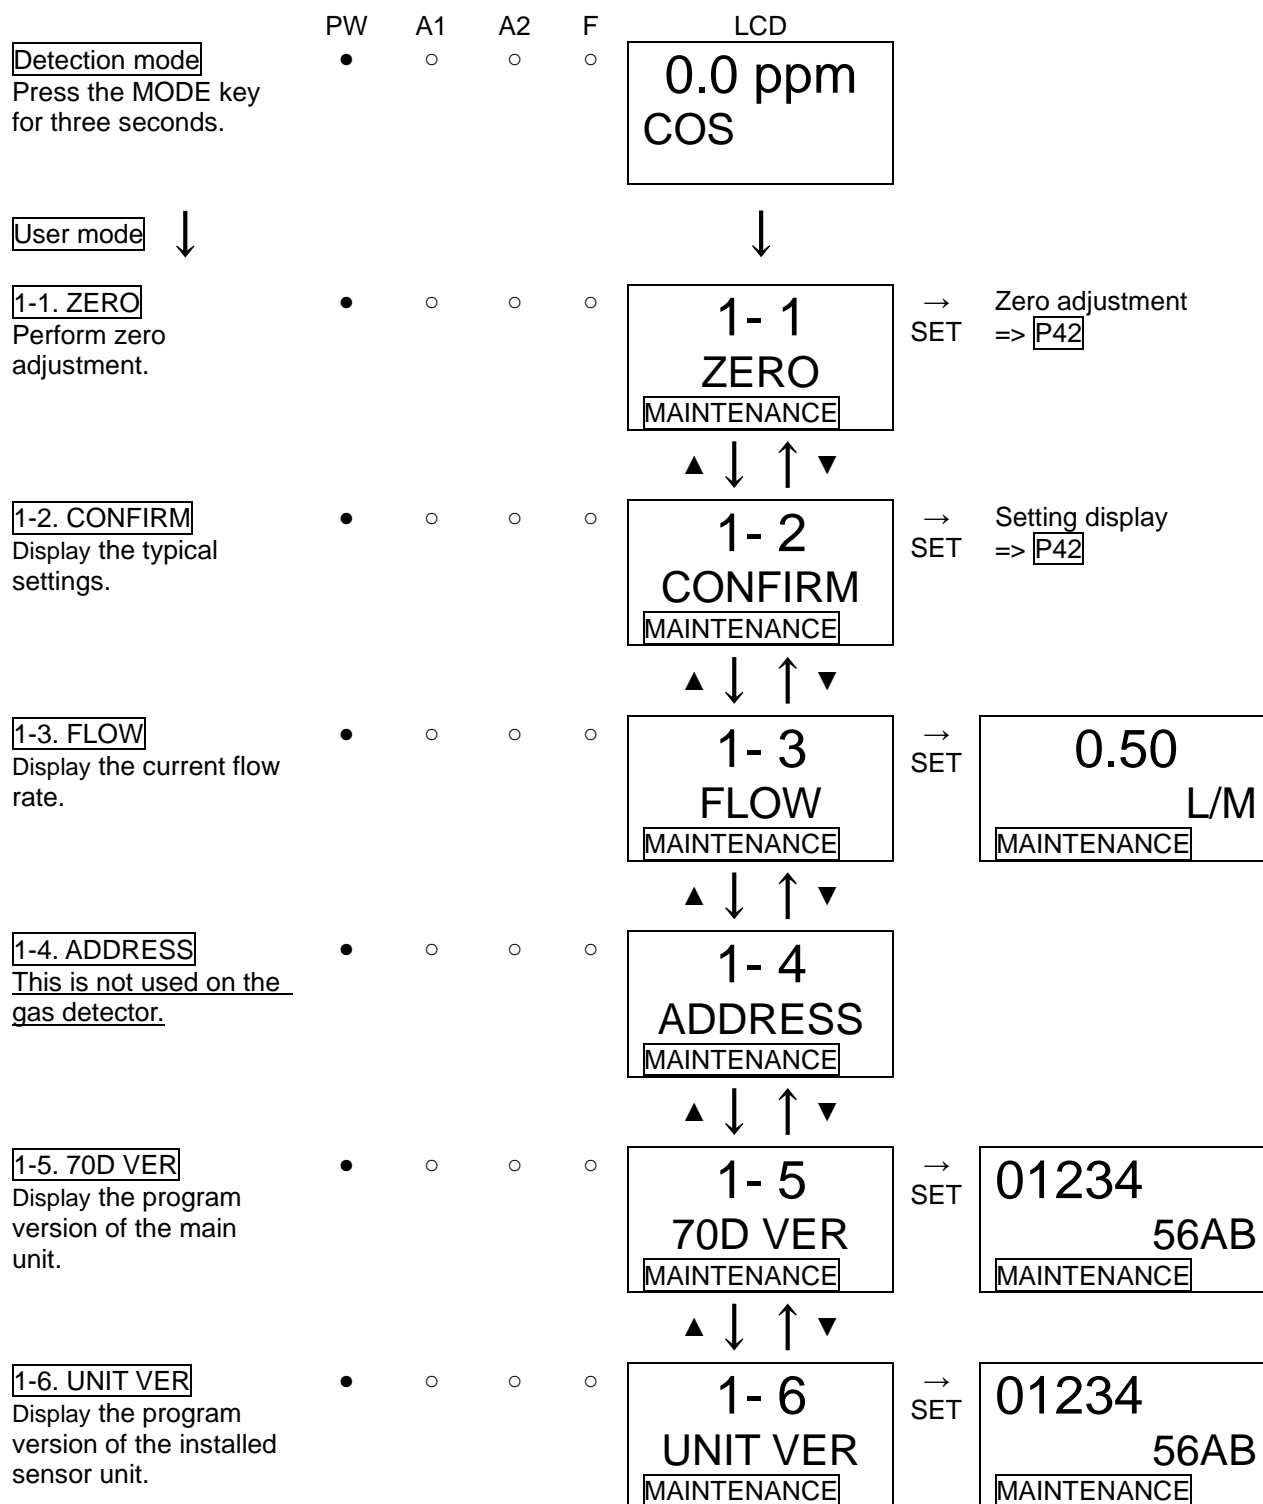 PW A1 A2 F LCD
Detection mode ● ○ ○ ○ 0.0 ppm
Press the MODE key
for three seconds.
COS
User mode ↓ ↓
1-1. ZERO ● ○ ○ ○ 1- 1 → Zero adjustment
Perform zero SET => P42
adjustment.
ZERO
MAINTENANCE
▲ ↓ ↑ ▼
1-2. CONFIRM ● ○ ○ ○ 1- 2 → Setting display
Display the typical SET => P42
settings.
CONFIRM
MAINTENANCE
▲ ↓ ↑ ▼
1-3. FLOW ● ○ ○ ○ 1- 3 → 0.50
Display the current flow SET
rate.
FLOW L/M
MAINTENANCE MAINTENANCE
▲ ↓ ↑ ▼
1-4. ADDRESS ● ○ ○ ○ 1- 4
This is not used on the
gas detector.
ADDRESS
MAINTENANCE
▲ ↓ ↑ ▼
1-5. 70D VER ● ○ ○ ○ 1- 5 → 01234
Display the program SET
version of the main
70D VER 56AB
unit.
MAINTENANCE MAINTENANCE
▲ ↓ ↑ ▼
1-6. UNIT VER ● ○ ○ ○ 1- 6 → 01234
Display the program SET
version of the installed
UNIT VER 56AB
sensor unit.
MAINTENANCE MAINTENANCE